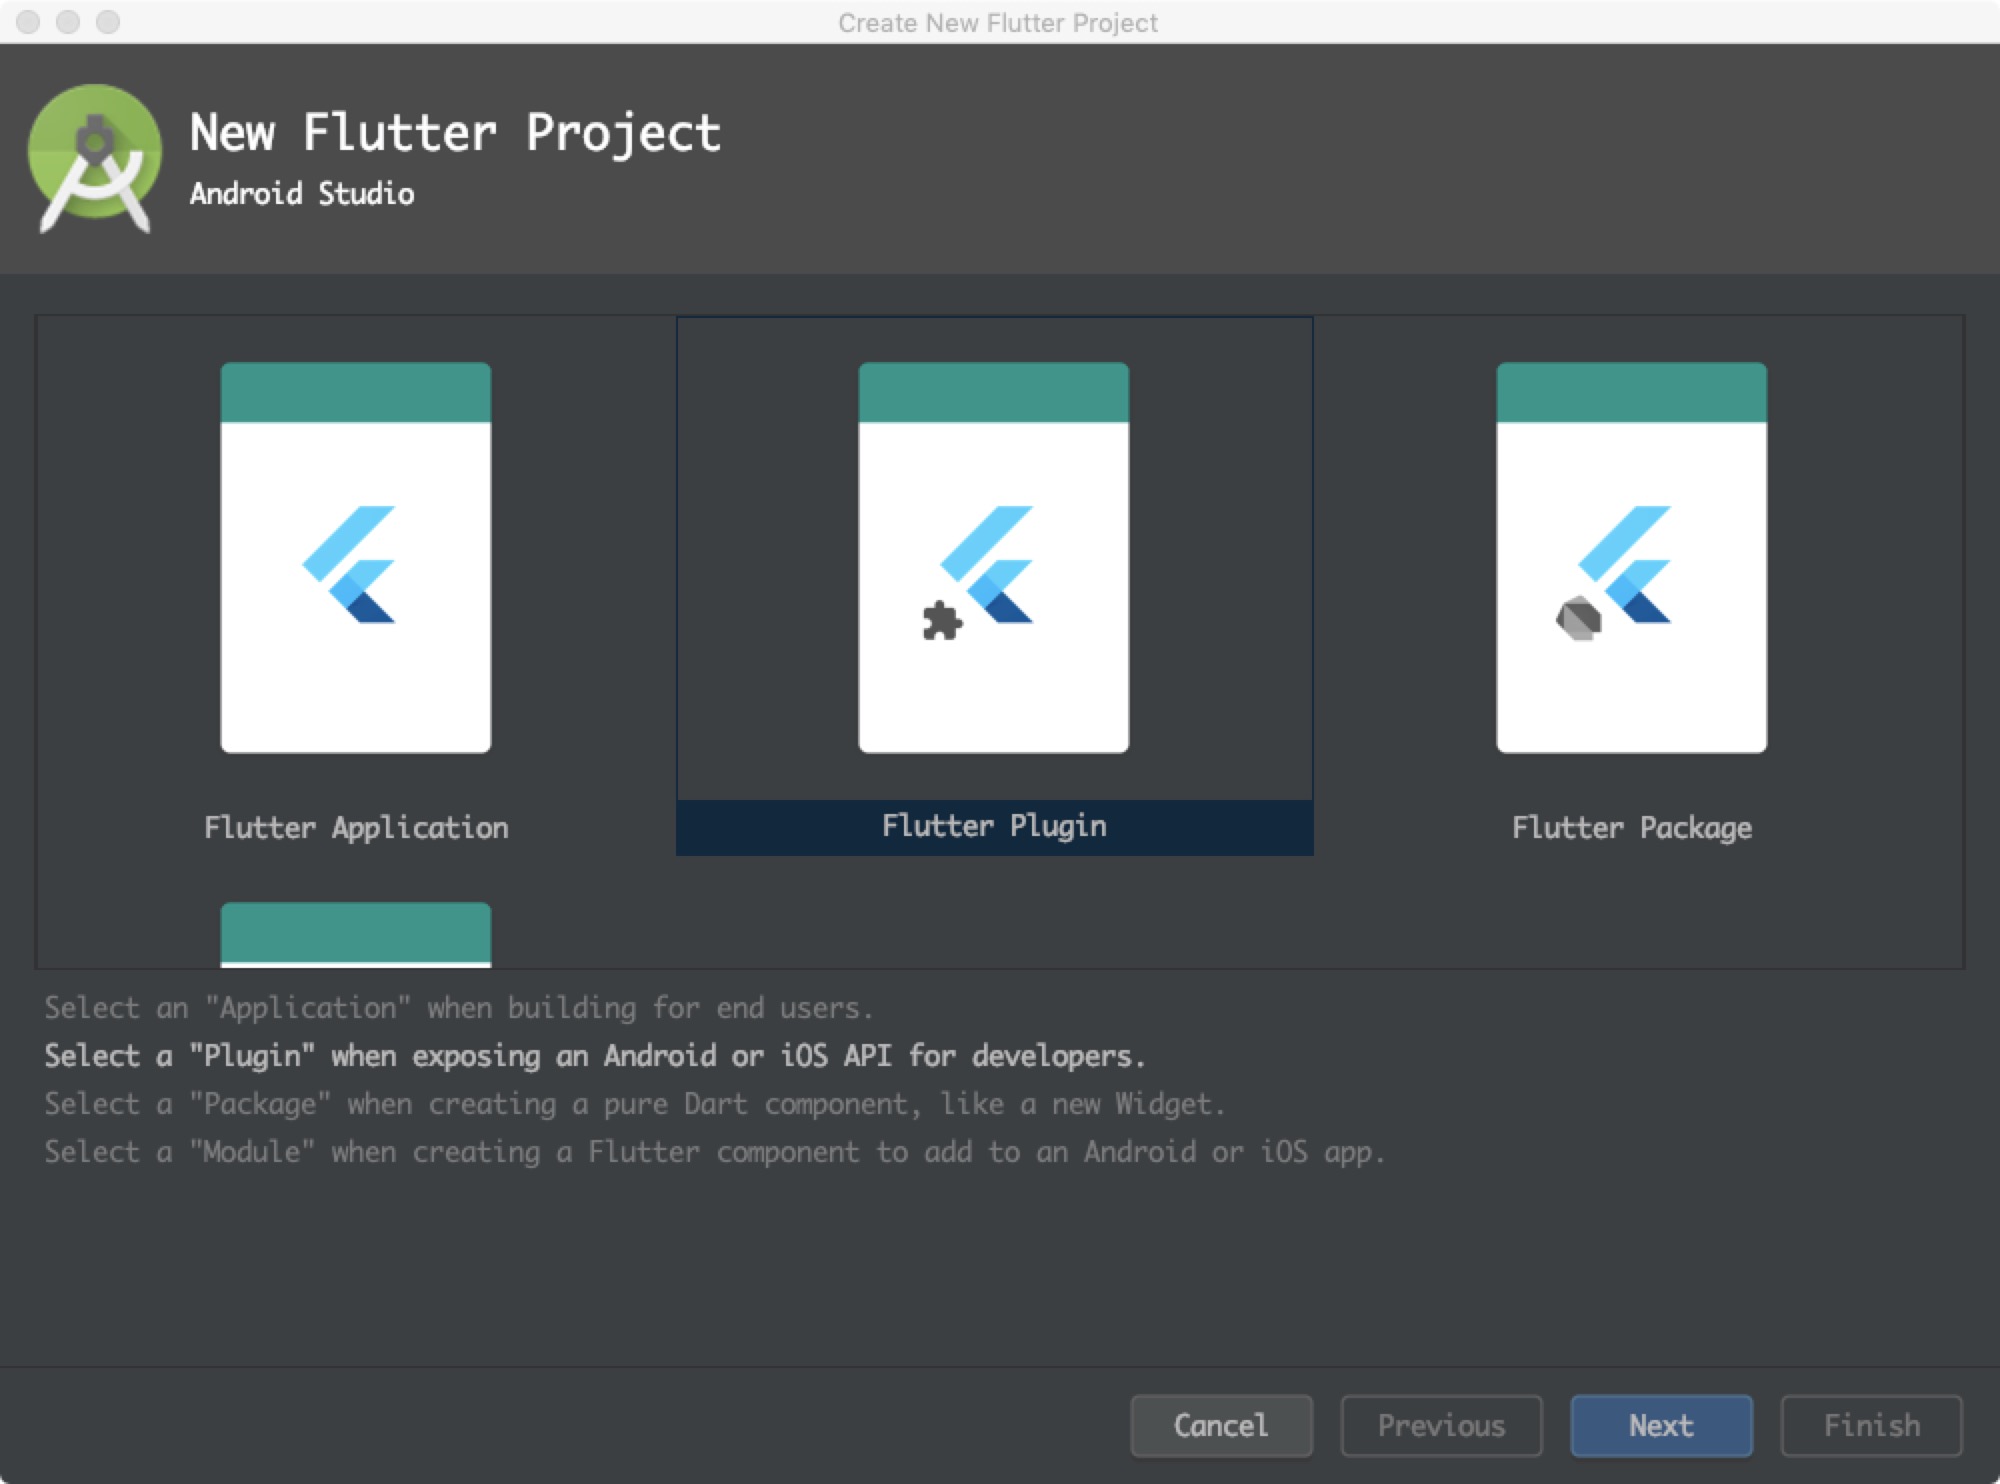 Create New Flutter Project
New Flutter Project
Android Studio
Flutter Application
Flutter Plugin
Flutter Package
Select an "Application" when building for end users.
Select a "Plugin" when exposing an Android or iOS API for developers.
Select a "Package" when creating a pure Dart component, like a new Widget.
Select a "Module" when creating a Flutter component to add to an Android or iOS app.
Cancel
Previous
Next
Finish